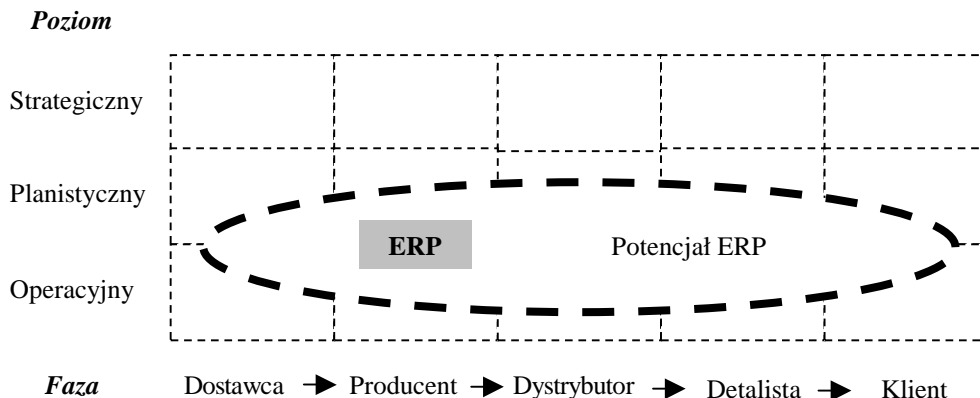 Poziom
Strategiczny
Planistyczny
ERP Potencjał ERP
Operacyjny
Faza Dostawca Producent Dystrybutor Detalista Klient